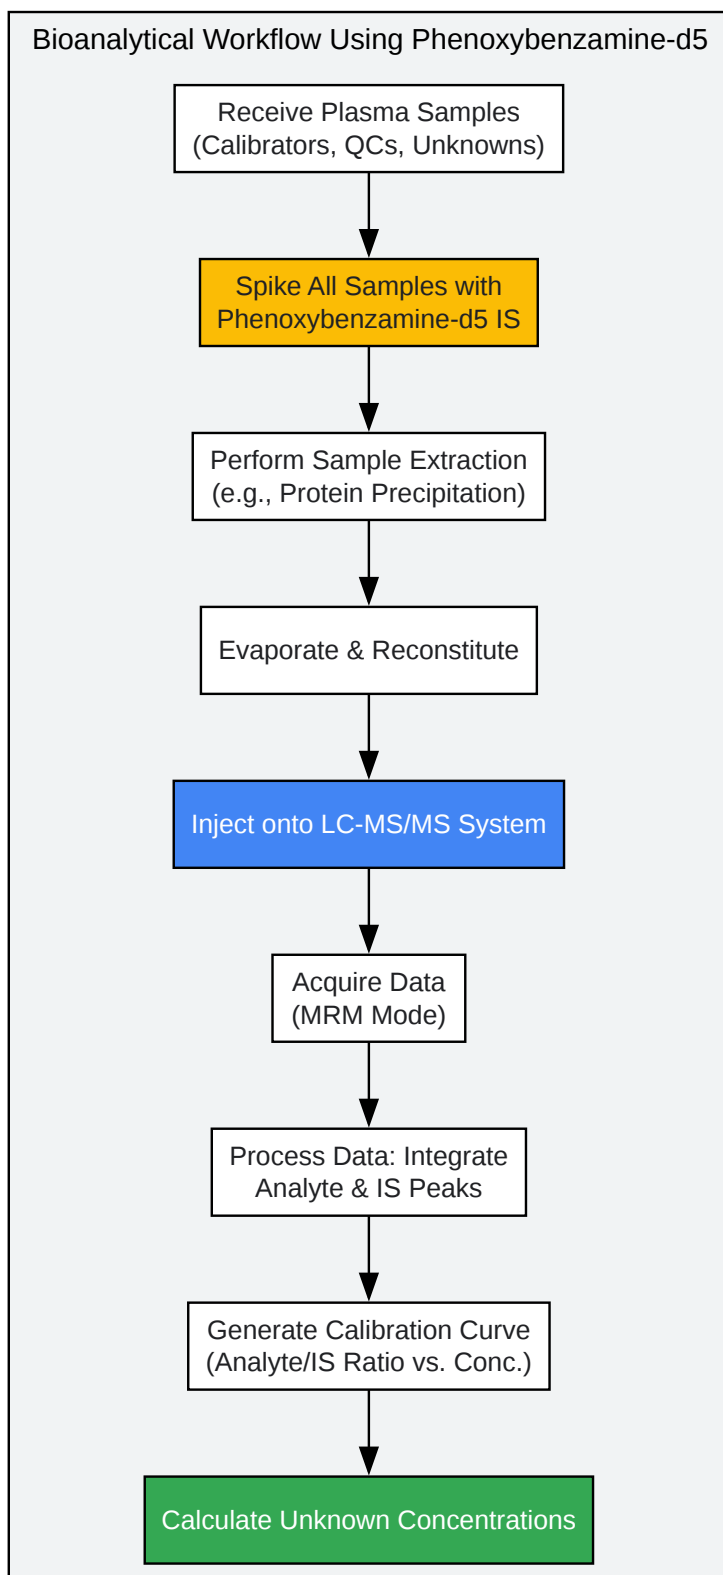 Bioanalytical Workflow Using Phenoxybenzamine-d5
Receive Plasma Samples
(Calibrators, QCs, Unknowns)
Spike All Samples with
Phenoxybenzamine-d5 IS
Perform Sample Extraction
(e.g., Protein Precipitation)
Evaporate & Reconstitute
Inject onto LC-MS/MS System
Acquire Data
(MRM Mode)
Process Data: Integrate
Analyte & IS Peaks
Generate Calibration Curve
(Analyte/IS Ratio vs. Conc.)
Calculate Unknown Concentrations